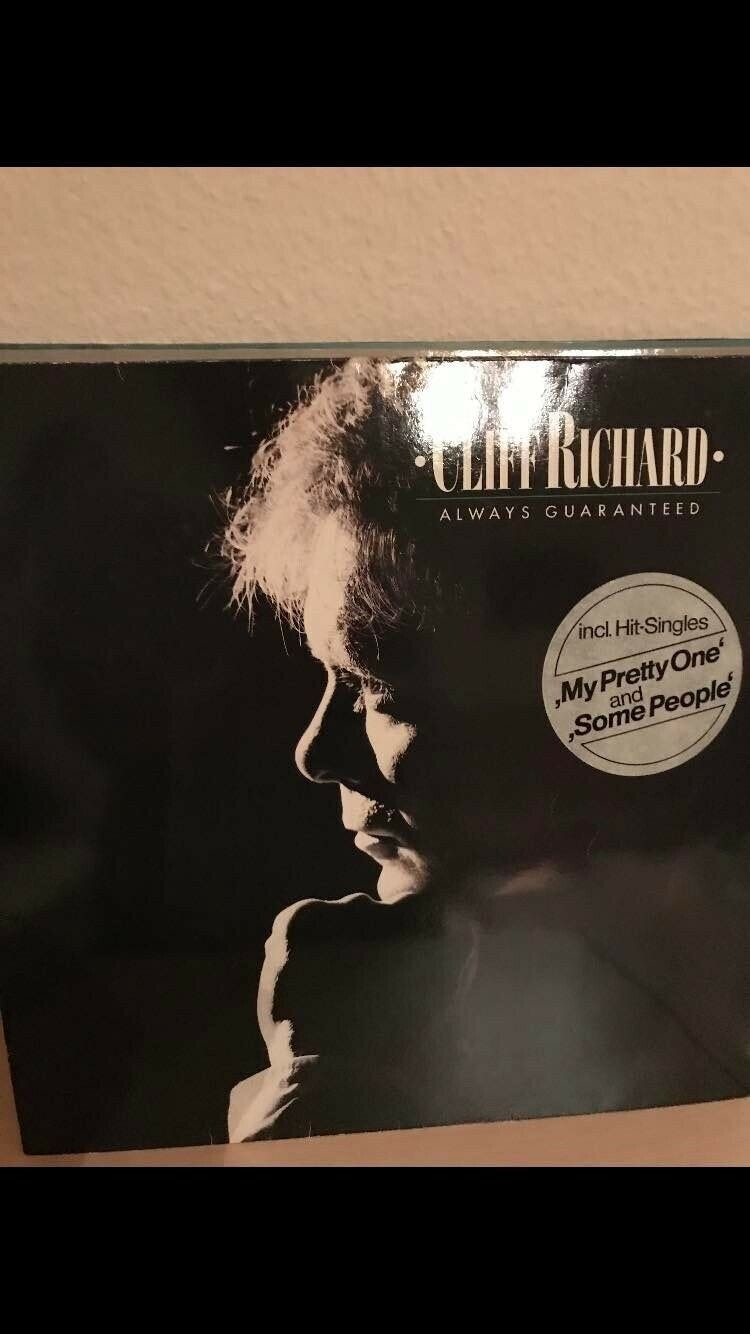 •CLIFF RICHARD•
ALWAYS GUARANTEED
incl. Hit-Singles
‚My Pretty One‘
and
‚Some People‘